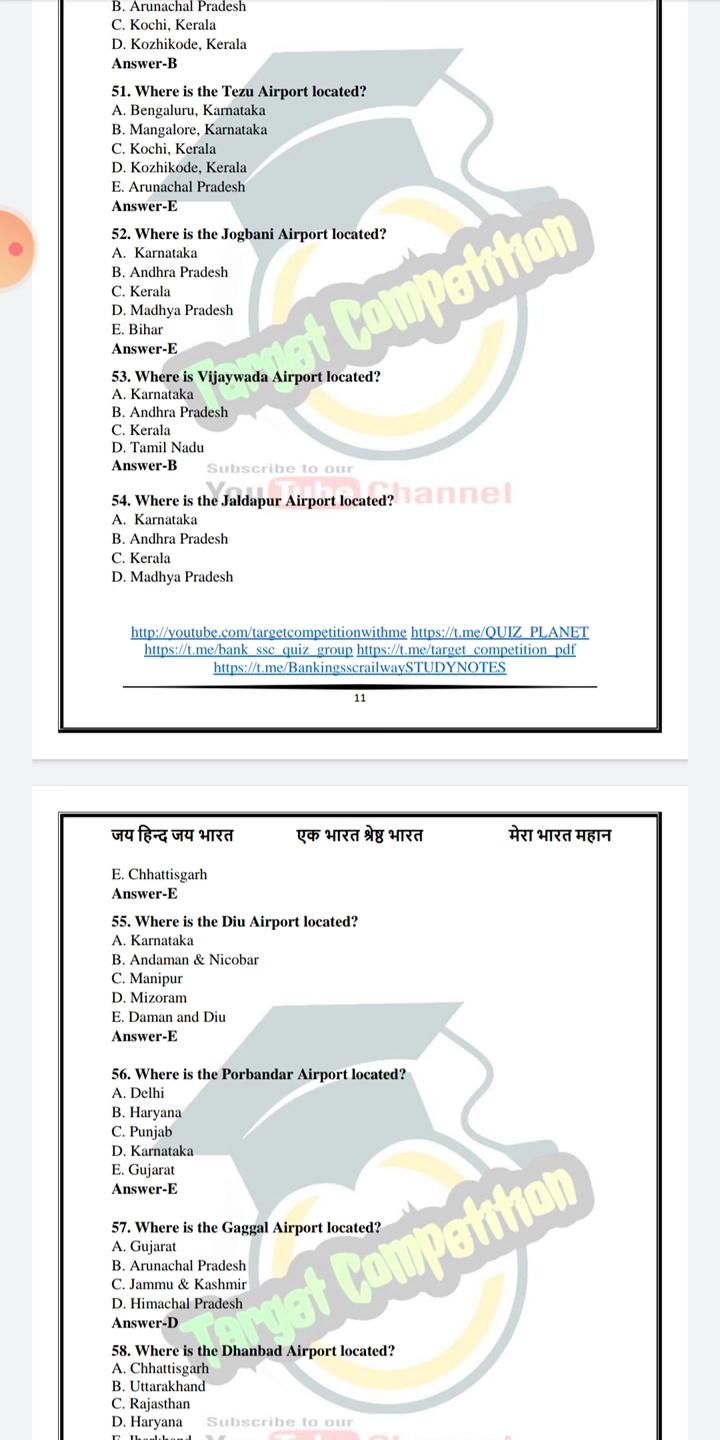 B. Arunachal Pradesh
C. Kochi, Kerala
D. Kozhikode, Kerala
Answer-B
51. Where is the Tezu Airport located?
A. Bengaluru, Karnataka
B. Mangalore, Karnataka
C. Kochi, Kerala
D. Kozhikode, Kerala
E. Arunachal Pradesh
Answer-E
52. Where is the Jogbani Airport located?
A. Karnataka
B. Andhra Pradesh
C. Kerala
D. Madhya Pradesh
E. Bihar
Answer-E
Target Competition
53. Where is Vijaywada Airport located?
A. Karnataka
B. Andhra Pradesh
C. Kerala
D. Tamil Nadu
Answer-B
Subscribe to our
YouTube Channel
54. Where is the Jaldapur Airport located?
A. Karnataka
B. Andhra Pradesh
C. Kerala
D. Madhya Pradesh
http://youtube.com/targetcompetitionwithme https://t.me/QUIZ_PLANET
https://t.me/bank_ssc_quiz_group https://t.me/target_competition_pdf
https://t.me/BankingsscrailwaySTUDYNOTES
11
जय हिन्द जय भारत एक भारत श्रेष्ठ भारत मेरा भारत महान
E. Chhattisgarh
Answer-E
55. Where is the Diu Airport located?
A. Karnataka
B. Andaman & Nicobar
C. Manipur
D. Mizoram
E. Daman and Diu
Answer-E
56. Where is the Porbandar Airport located?
A. Delhi
B. Haryana
C. Punjab
D. Karnataka
E. Gujarat
Answer-E
57. Where is the Gaggal Airport located?
A. Gujarat
B. Arunachal Pradesh
C. Jammu & Kashmir
D. Himachal Pradesh
Answer-D
Target Competition
58. Where is the Dhanbad Airport located?
A. Chhattisgarh
B. Uttarakhand
C. Rajasthan
D. Haryana
Subscribe to our